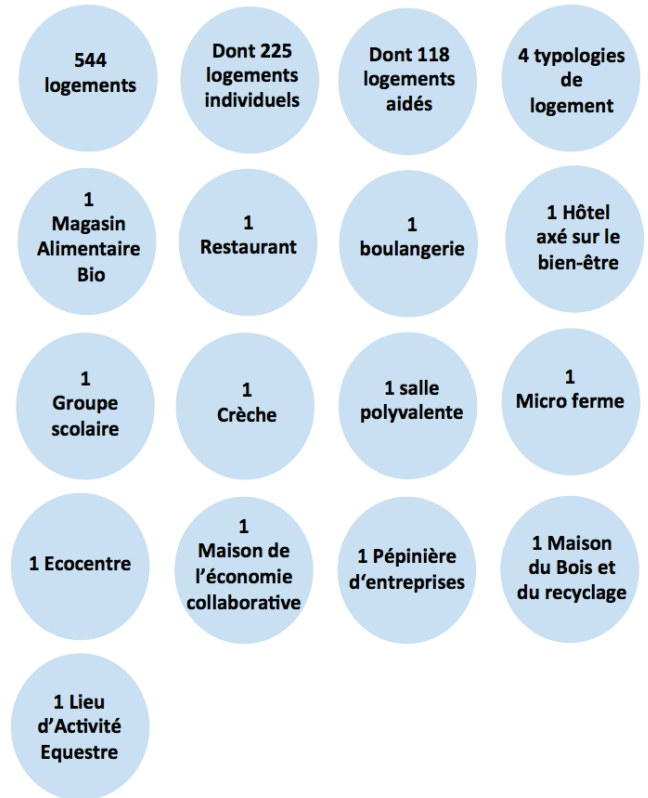 544
logements
Dont 225
logements
individuels
Dont 118
logements
aidés
4 typologies
de
logement
1
Magasin
Alimentaire
Bio
1
Restaurant
1
boulangerie
1 Hôtel
axé sur le
bien-être
1
Groupe
scolaire
1
Crèche
1 salle
polyvalente
1
Micro ferme
1 Ecocentre
1
Maison de
l’économie
collaborative
1 Pépinière
d‘entreprises
1 Maison
du Bois et
du recyclage
1 Lieu
d’Activité
Equestre